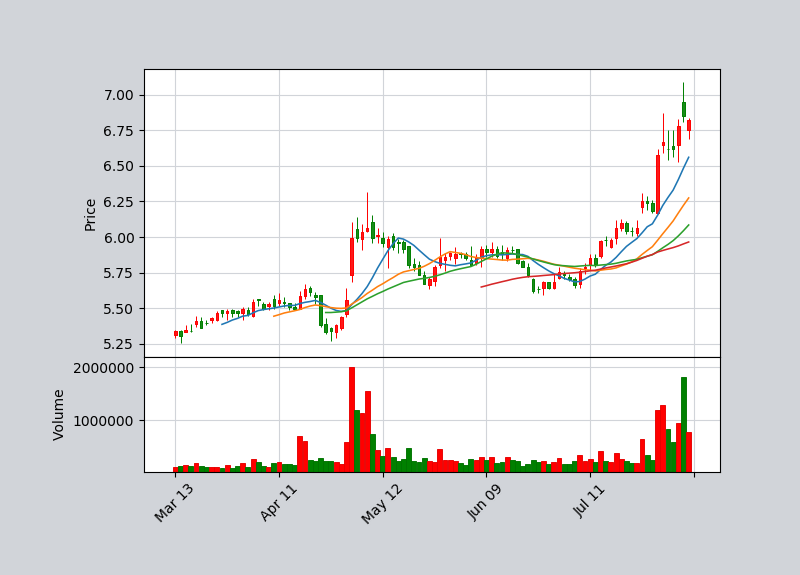 7.00
6.75
6.50
6.25
6.00
5.75
5.50
5.25
Price
2000000
1000000
Volume
Mar 13
Apr 11
May 12
Jun 09
Jul 11